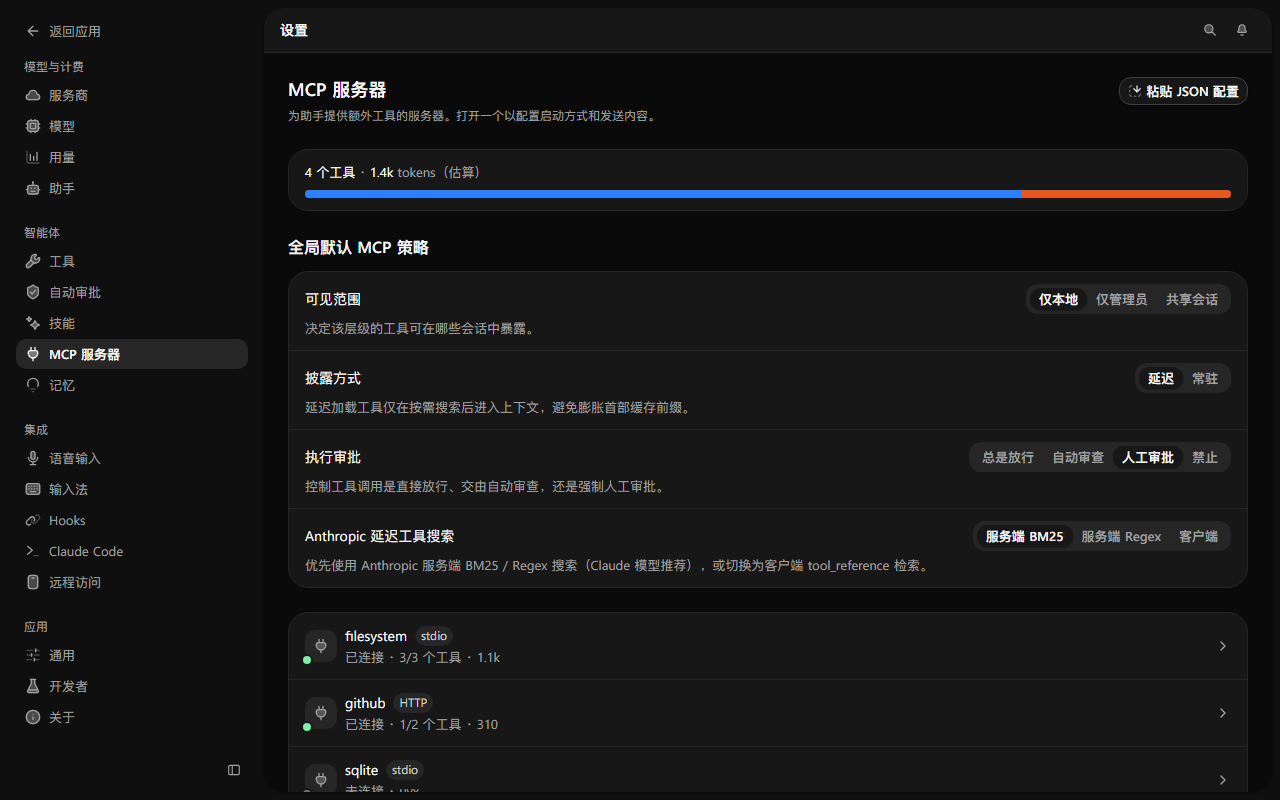 返回应用
模型与计费
服务商
模型
用量
助手
智能体
工具
自动审批
技能
MCP 服务器
记忆
集成
语音输入
输入法
Hooks
Claude Code
远程访问
应用
通用
开发者
关于
设置
MCP 服务器
为助手提供额外工具的服务器。打开一个以配置启动方式和发送内容。
粘贴 JSON 配置
4 个工具 · 1.4k tokens（估算）
全局默认 MCP 策略
可见范围
仅本地 仅管理员 共享会话
决定该层级的工具可在哪些会话中暴露。
披露方式
延迟 常驻
延迟加载工具仅在按需搜索后进入上下文，避免膨胀首部缓存前缀。
执行审批
总是放行 自动审查 人工审批 禁止
控制工具调用是直接放行、交由自动审查，还是强制人工审批。
Anthropic 延迟工具搜索
服务端 BM25 服务端 Regex 客户端
优先使用 Anthropic 服务端 BM25 / Regex 搜索（Claude 模型推荐），或切换为客户端 tool_reference 检索。
filesystem stdio
已连接 · 3/3 个工具 · 1.1k
github HTTP
已连接 · 1/2 个工具 · 310
sqlite stdio
未连接 · uvx